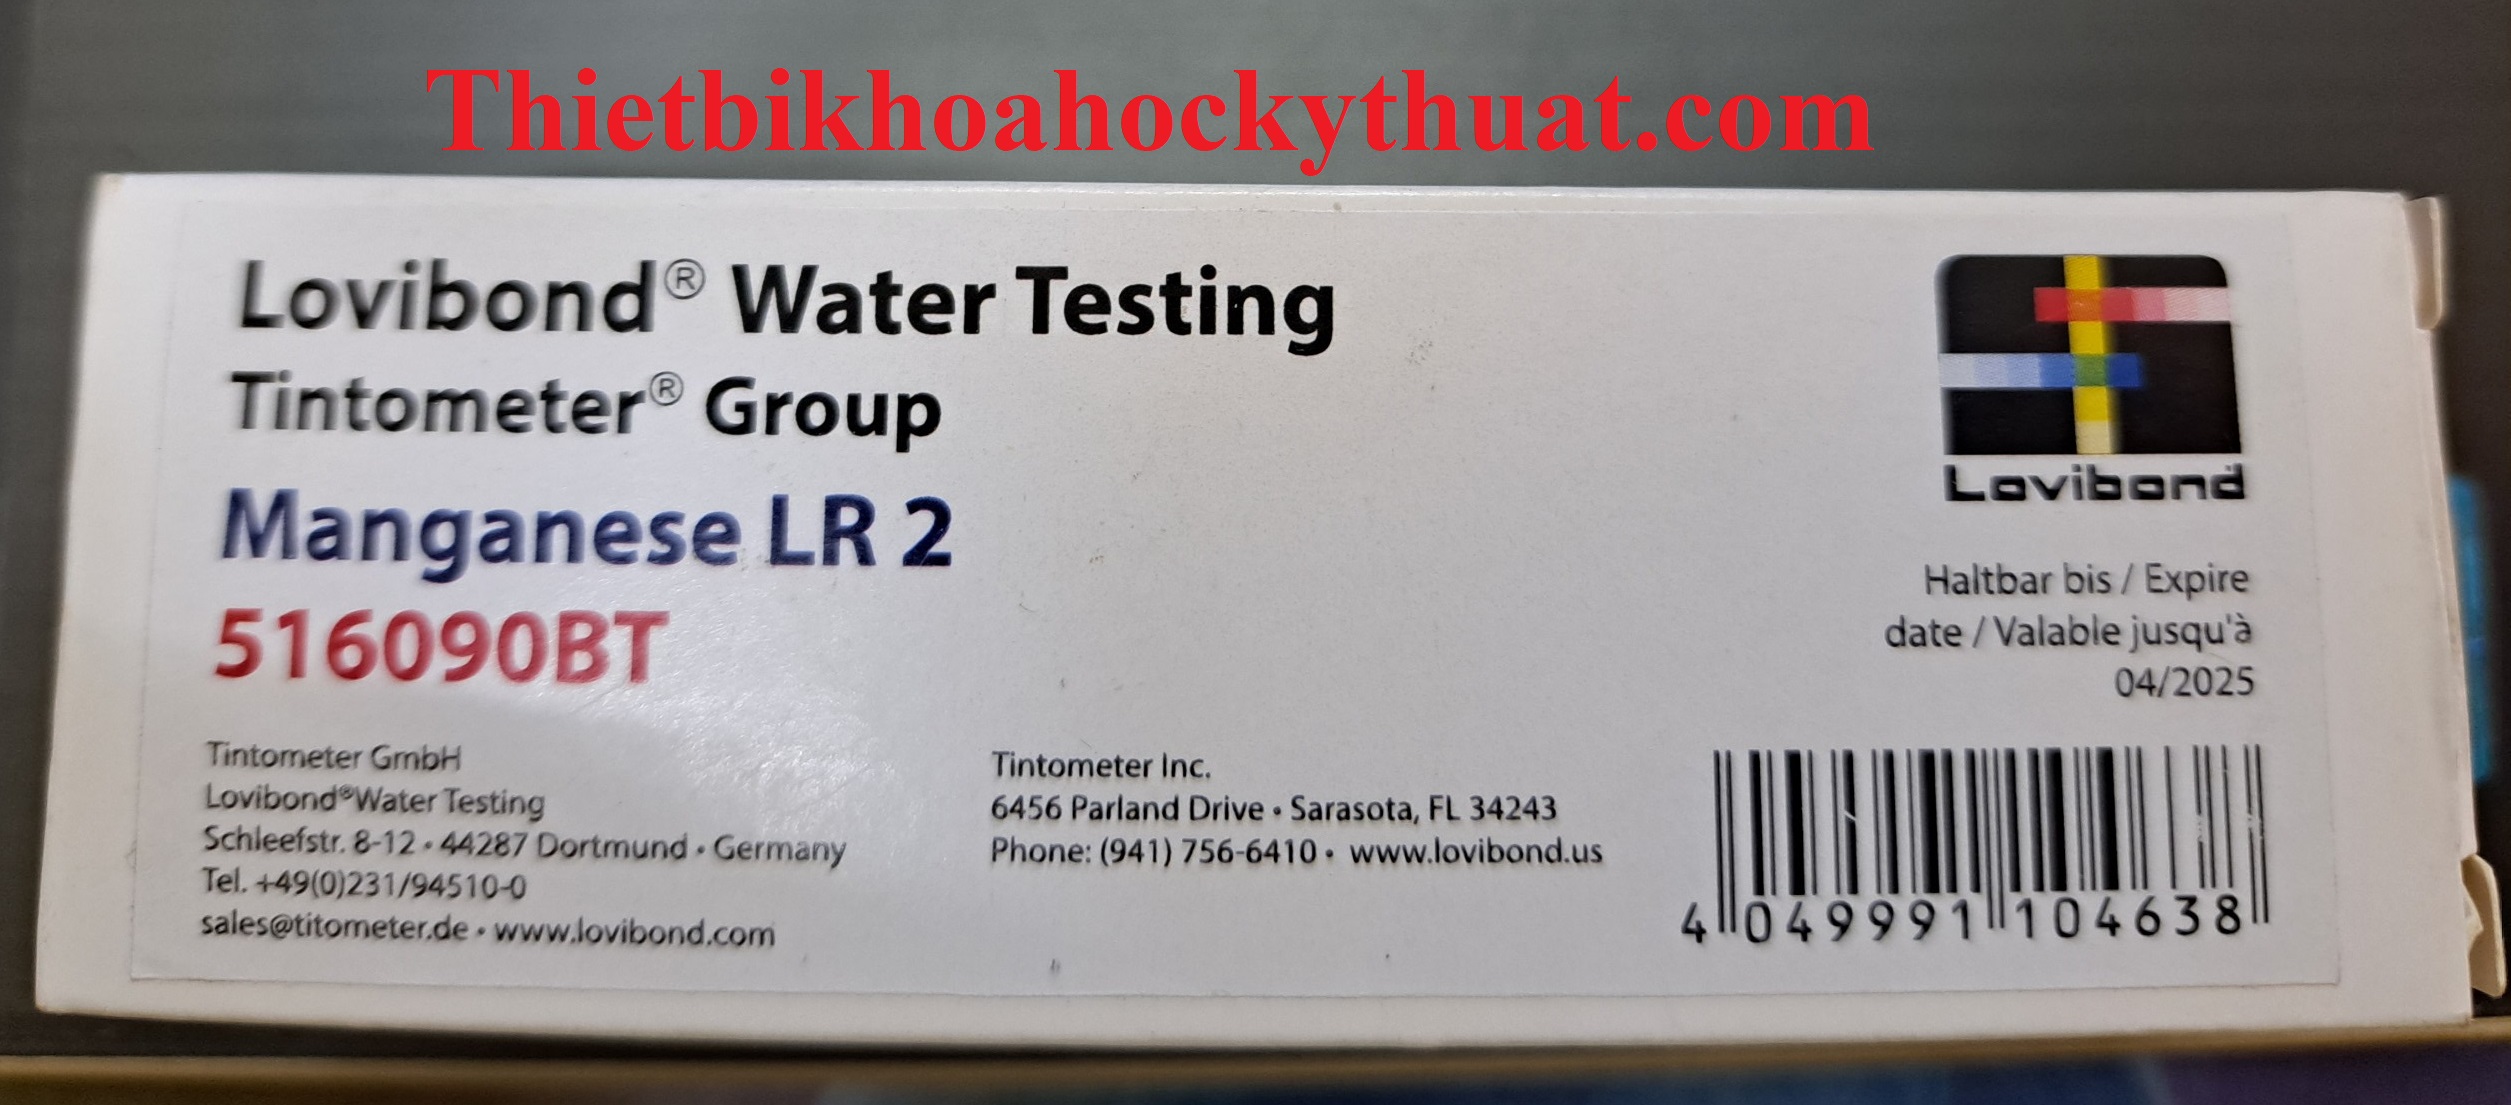 Thietbikhoahockythuat.com
Lovibond® Water Testing
Tintometer® Group
Manganese LR 2
516090BT
Lovibond
Haltbar bis / Expire
date / Valable jusqu'à
04/2025
Tintometer GmbH
Lovibond®Water Testing
Schleefstr. 8-12 • 44287 Dortmund • Germany
Tel. +49(0)231/94510-0
sales@titometer.de • www.lovibond.com
Tintometer Inc.
6456 Parland Drive • Sarasota, FL 34243
Phone: (941) 756-6410 • www.lovibond.us
4 049991 104638